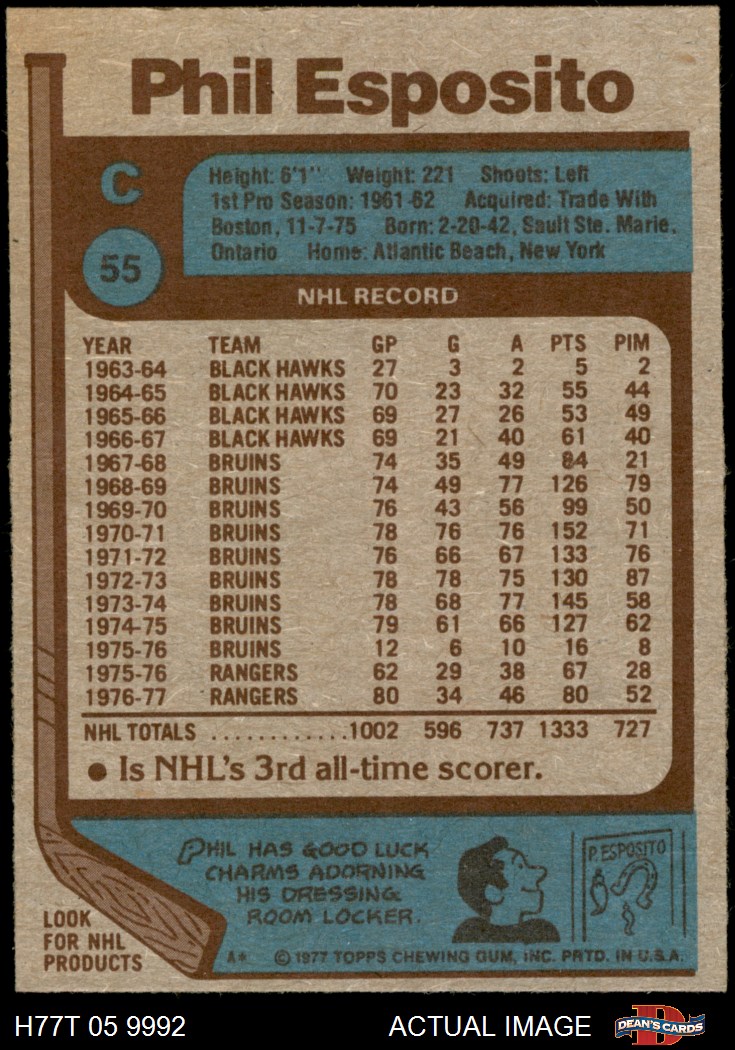 Phil Esposito
C
55
Height: 6'1" Weight: 221 Shoots: Left
1st Pro Season: 1961-62 Acquired: Trade With
Boston, 11-7-75 Born: 2-20-42, Sault Ste. Marie,
Ontario Home: Atlantic Beach, New York
NHL RECORD
YEAR TEAM GP G A PTS PIM
1963-64 BLACK HAWKS 27 3 2 5 2
1964-65 BLACK HAWKS 70 23 32 55 44
1965-66 BLACK HAWKS 69 27 26 53 49
1966-67 BLACK HAWKS 69 21 40 61 40
1967-68 BRUINS 74 35 49 84 21
1968-69 BRUINS 74 49 77 126 79
1969-70 BRUINS 76 43 56 99 50
1970-71 BRUINS 78 76 76 152 71
1971-72 BRUINS 76 66 67 133 76
1972-73 BRUINS 78 78 75 130 87
1973-74 BRUINS 78 68 77 145 58
1974-75 BRUINS 79 61 66 127 62
1975-76 BRUINS 12 6 10 16 8
1975-76 RANGERS 62 29 38 67 28
1976-77 RANGERS 80 34 46 80 52
NHL TOTALS ............1002 596 737 1333 727
● Is NHL's 3rd all-time scorer.
PHIL HAS GOOD LUCK
CHARMS ADORNING
HIS DRESSING
ROOM LOCKER.
P. ESPOSITO
LOOK
FOR NHL
PRODUCTS
A* © 1977 TOPPS CHEWING GUM, INC. PRTD. IN U.S.A.
H77T 05 9992 ACTUAL IMAGE
D
DEAN'S CARDS